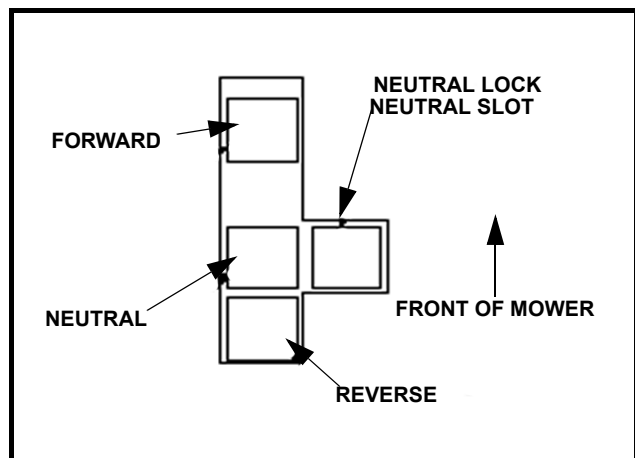 NEUTRAL LOCK
NEUTRAL SLOT
FORWARD
NEUTRAL
FRONT OF MOWER
REVERSE